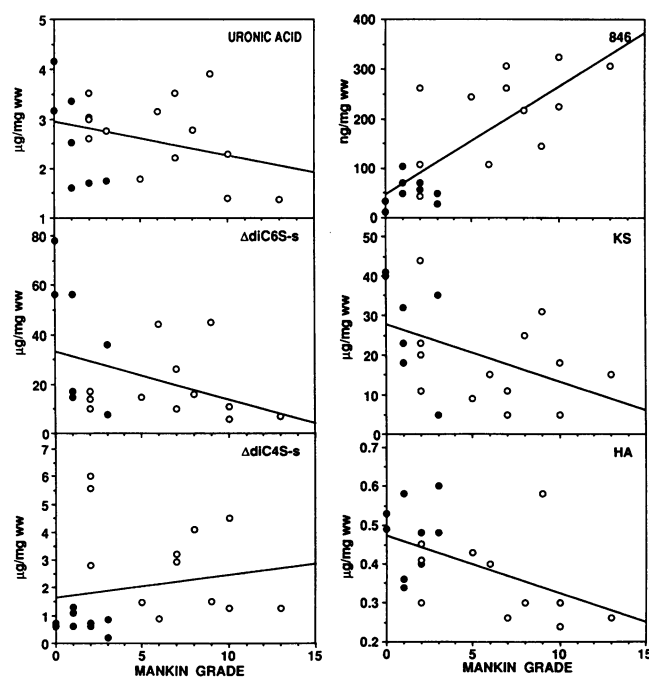 URONIC ACID
5
4
3
2
1
µg/mg ww
846
400
300
200
100
0
ng/mg ww
ΔdiC6S-s
80
60
40
20
0
µg/mg ww
KS
50
40
30
20
10
0
µg/mg ww
ΔdiC4S-s
7
6
5
4
3
2
1
0
µg/mg ww
0 5 10 15
MANKIN GRADE
HA
0.6
0.5
0.4
0.3
0.2
µg/mg ww
0 5 10 15
MANKIN GRADE